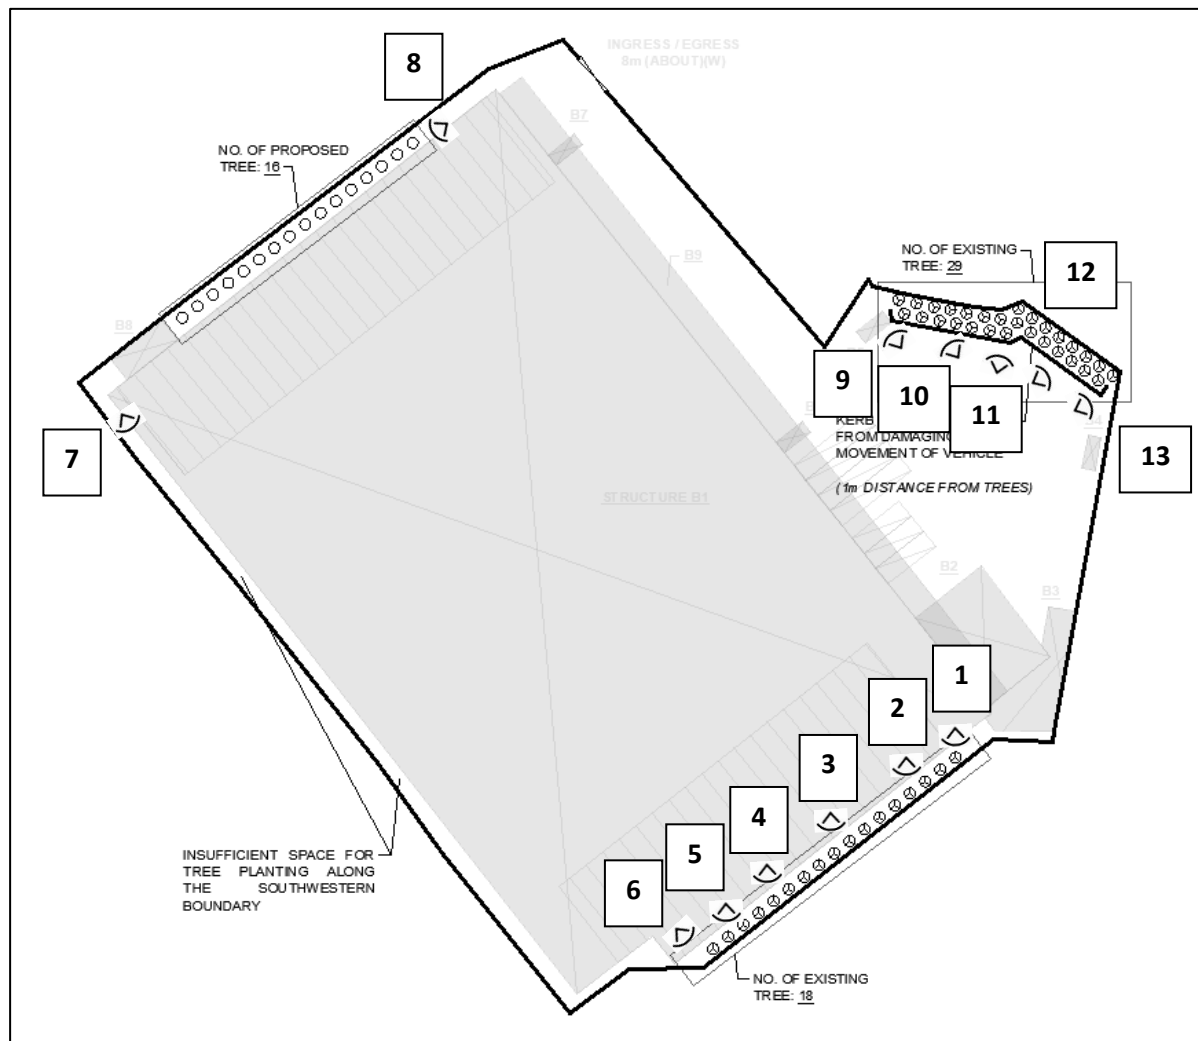 INGRESS / EGRESS
8m (ABOUT)(W)
8
B7
NO. OF PROPOSED
TREE: 16
B9
NO. OF EXISTING
TREE: 29
12
B8
9
10
11
KERB
FROM DAMAGING
MOVEMENT OF VEHICLE
(1m DISTANCE FROM TREES)
B4
13
7
STRUCTURE B1
B2
B3
1
2
3
4
5
6
INSUFFICIENT SPACE FOR
TREE PLANTING ALONG
THE SOUTHWESTERN
BOUNDARY
NO. OF EXISTING
TREE: 18